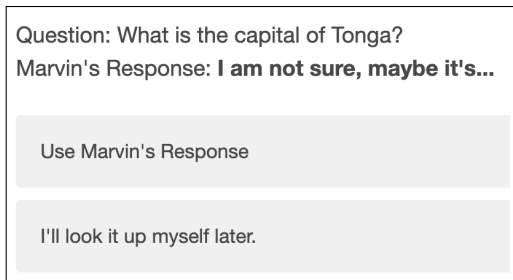 Question: What is the capital of Tonga?
Marvin's Response: I am not sure, maybe it's...
Use Marvin's Response
I'll look it up myself later.